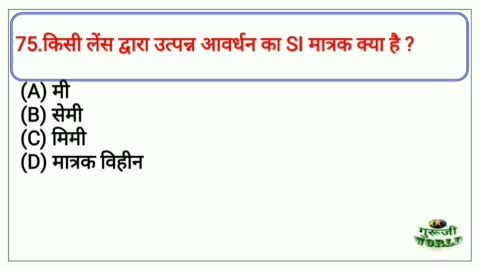 75.किसी लेंस द्वारा उत्पन्न आवर्धन का SI मात्रक क्या है ?
(A) मी
(B) सेमी
(C) मिमी
(D) मात्रक विहीन
गुरूजी
WORLD